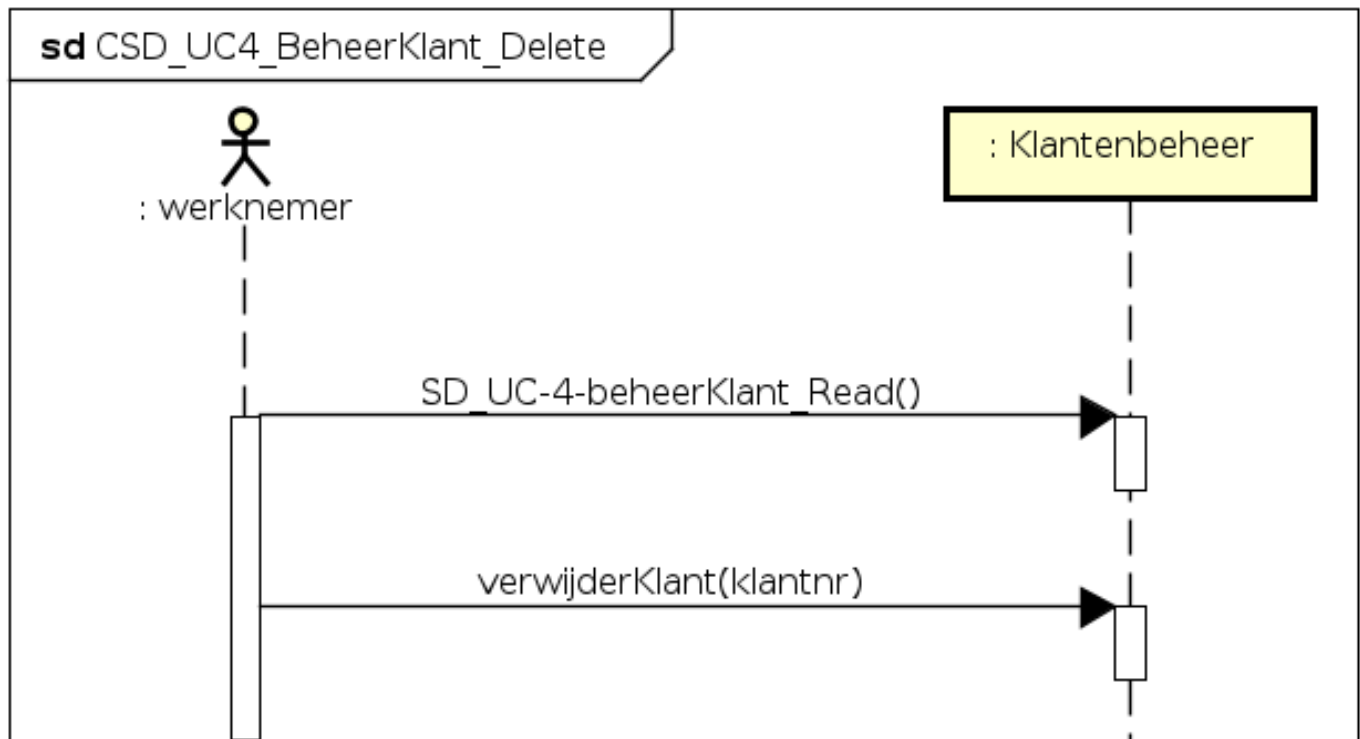 sd CSD_UC4_BeheerKlant_Delete
: werknemer
: Klantenbeheer
SD_UC-4-beheerKlant_Read()
verwijderKlant(klantnr)